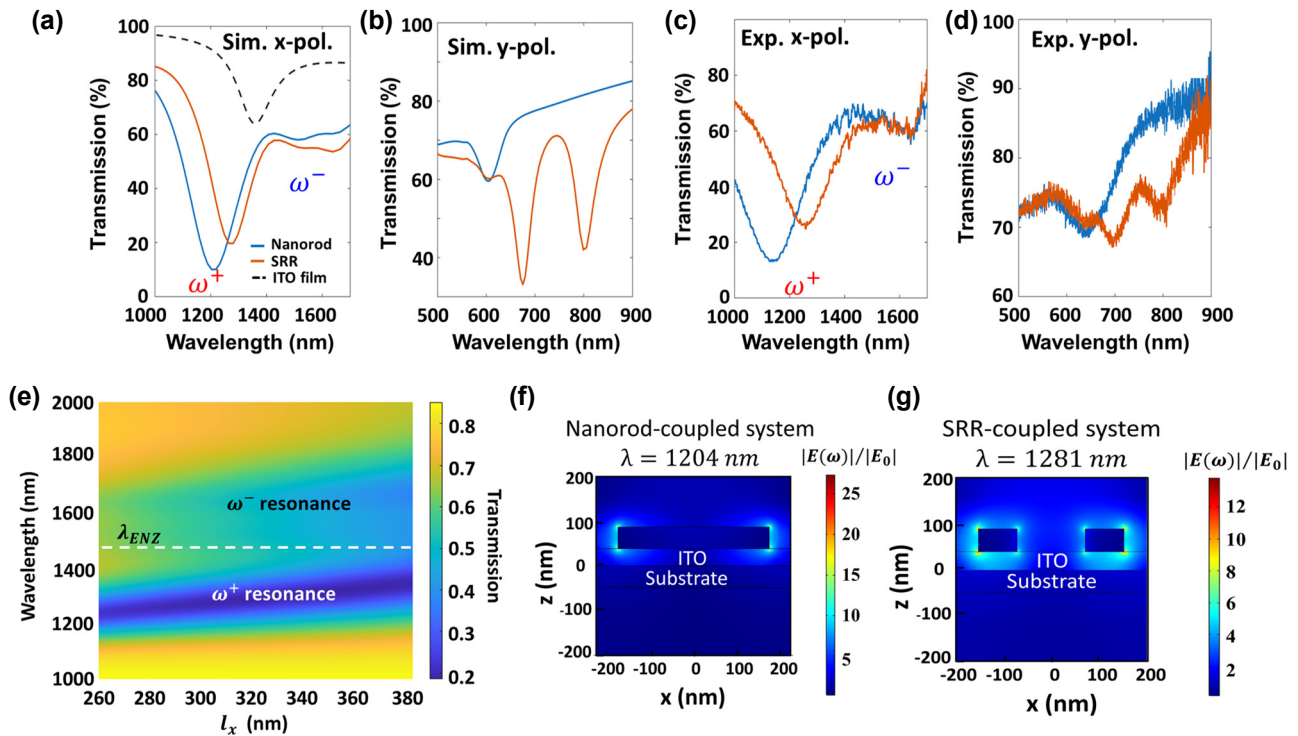 (a)
Sim. x-pol.
Transmission (%)
100
80
60
40
20
0
ω⁻
ω⁺
Nanorod
SRR
ITO film
1000
1200
1400
1600
Wavelength (nm)
(b)
Sim. y-pol.
Transmission (%)
100
80
60
40
500
600
700
800
900
Wavelength (nm)
(c)
Exp. x-pol.
Transmission (%)
80
60
40
20
0
ω⁻
ω⁺
1000
1200
1400
1600
Wavelength (nm)
(d)
Exp. y-pol.
Transmission (%)
100
90
80
70
60
500
600
700
800
900
Wavelength (nm)
(e)
Wavelength (nm)
2000
1800
1600
1400
1200
1000
ω⁻ resonance
λ_ENZ
ω⁺ resonance
260
280
300
320
340
360
380
l_x (nm)
0.8
0.7
0.6
0.5
0.4
0.3
0.2
Transmission
(f)
Nanorod-coupled system
λ = 1204 nm
|E(ω)|/|E₀|
z (nm)
200
100
0
-100
-200
ITO
Substrate
-200
-100
0
100
200
x (nm)
25
20
15
10
5
(g)
SRR-coupled system
λ = 1281 nm
|E(ω)|/|E₀|
z (nm)
200
100
0
-100
-200
ITO
Substrate
-200
-100
0
100
200
x (nm)
12
10
8
6
4
2